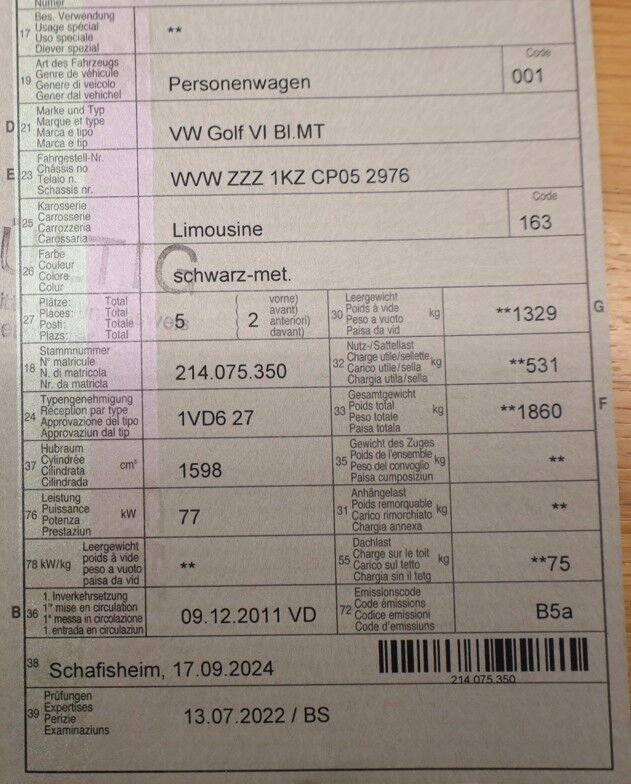 Numer
17 Bes. Verwendung
Usage spécial
Uso speciale
Diever spezial
**
19 Art des Fahrzeugs
Genre de véhicule
Genere di veicolo
Gener dal vehichel
Personenwagen
Code
001
D 21 Marke und Typ
Marque et type
Marca e tipo
Marca e tip
VW Golf VI Bl.MT
E 23 Fahrgestell-Nr.
Châssis no
Telaio n.
Schassis nr.
WVW ZZZ 1KZ CP05 2976
25 Karosserie
Carrosserie
Carrozzeria
Carossaria
Limousine
Code
163
26 Farbe
Couleur
Colore
Colur
schwarz-met.
27 Plätze: Total
Places: Total
Posti: Totale
Plazs: Total
5
( 2
vorne)
avant)
anteriori)
davant)
30 Leergewicht
Poids à vide
Peso a vuoto
Paisa da vid
kg
**1329
G
18 Stammnummer
N° matricule
N. di matricola
Nr. da matricla
214.075.350
32 Nutz-/Sattellast
Charge utile/sellette
Carico utile/sella
Chargia utila/sella
kg
**531
24 Typengenehmigung
Réception par type
Approvazione del tipo
Approvaziun dal tip
1VD6 27
33 Gesamtgewicht
Poids total
Peso totale
Paisa totala
kg
**1860
F
37 Hubraum
Cylindrée
Cilindrata
Cilindrada
cm³
1598
35 Gewicht des Zuges
Poids de l'ensemble
Peso del convoglio
Paisa cumposiziun
kg
**
76 Leistung
Puissance
Potenza
Prestaziun
kW
77
31 Anhängelast
Poids remorquable
Carico rimorchiato
Chargia annexa
kg
**
78 kW/kg
Leergewicht
poids à vide
peso a vuoto
paisa da vid
**
55 Dachlast
Charge sur le toit
Carico sul tetto
Chargia sin il tetg
kg
**75
B 36 1. Inverkehrsetzung
1re mise en circulation
1a messa in circolazione
1. entrada en circulaziun
09.12.2011 VD
72 Emissionscode
Code émissions
Codice emissioni
Code d'emissiuns
B5a
38 Schafisheim, 17.09.2024
214.075.350
39 Prüfungen
Expertises
Perizie
Examinaziuns
13.07.2022 / BS